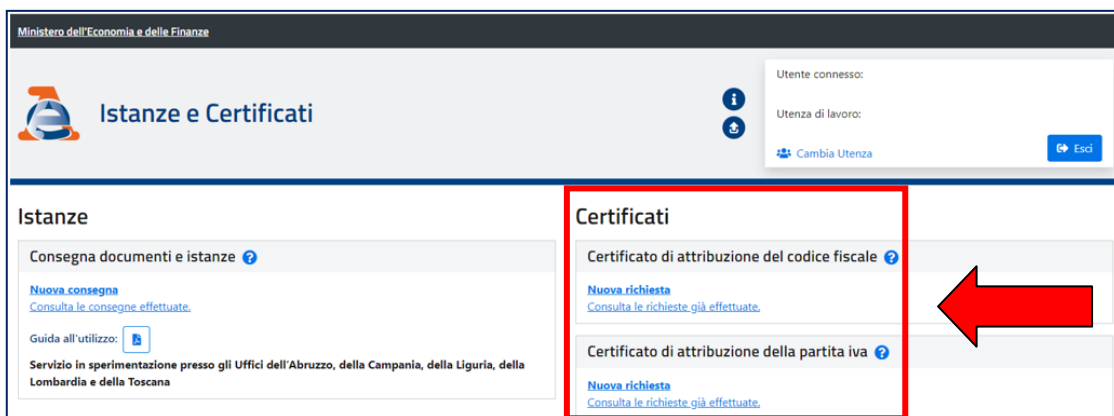 Ministero dell'Economia e delle Finanze
Istanze e Certificati
Utente connesso:
Utenza di lavoro:
Cambia Utenza
Esci
Istanze
Consegna documenti e istanze
Nuova consegna
Consulta le consegne effettuate.
Guida all'utilizzo:
Servizio in sperimentazione presso gli Uffici dell'Abruzzo, della Campania, della Liguria, della
Lombardia e della Toscana
Certificati
Certificato di attribuzione del codice fiscale
Nuova richiesta
Consulta le richieste già effettuate.
Certificato di attribuzione della partita iva
Nuova richiesta
Consulta le richieste già effettuate.